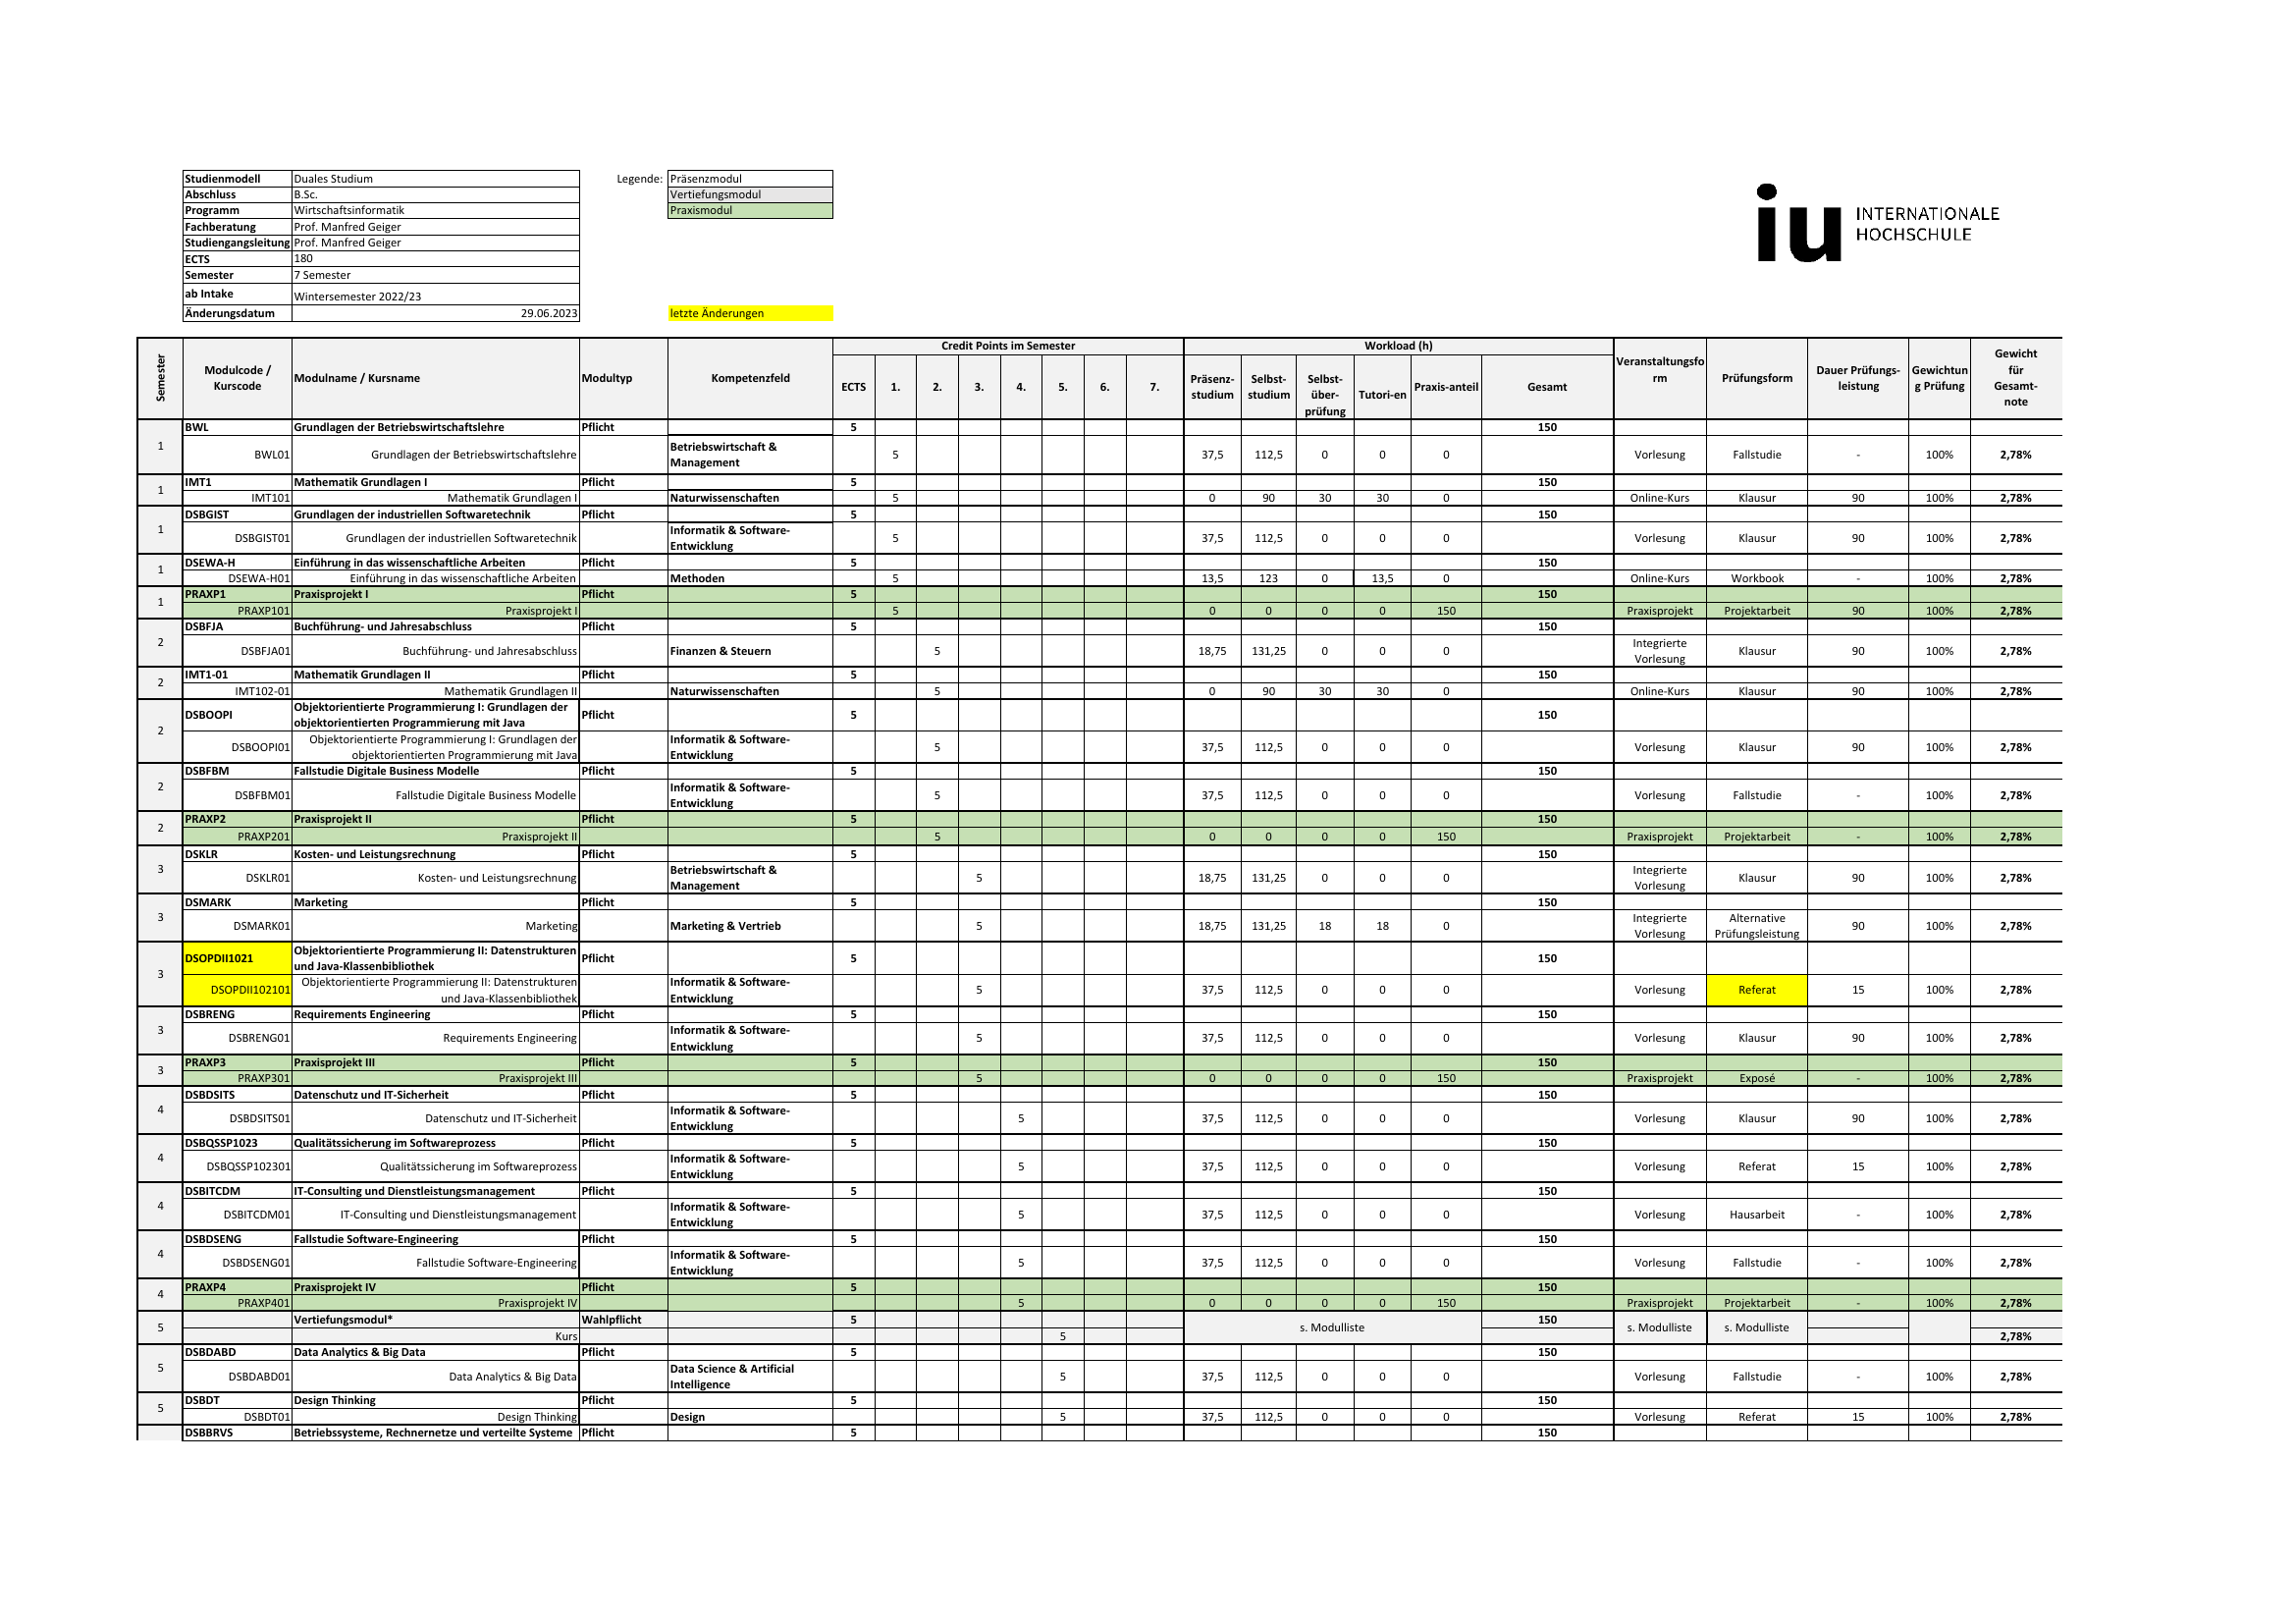 Studienmodell Duales Studium Legende: Präsenzmodul
Abschluss B.Sc. Vertiefungsmodul
Programm Wirtschaftsinformatik Praxismodul
Fachberatung Prof. Manfred Geiger
Studiengangsleitung Prof. Manfred Geiger
ECTS 180
Semester 7 Semester
ab Intake Wintersemester 2022/23
Änderungsdatum 29.06.2023 letzte Änderungen
iu INTERNATIONALE
HOCHSCHULE
Semester Modulcode / Kurscode Modulname / Kursname Modultyp Kompetenzfeld Credit Points im Semester Workload (h) Veranstaltungsform Prüfungsform Dauer Prüfungs-leistung Gewichtung Prüfung Gewicht für Gesamt-note
ECTS 1. 2. 3. 4. 5. 6. 7. Präsenz-studium Selbst-studium Selbst-über-prüfung Tutori-en Praxis-anteil Gesamt
1 BWL Grundlagen der Betriebswirtschaftslehre Pflicht 5 150
BWL01 Grundlagen der Betriebswirtschaftslehre Betriebswirtschaft & Management 5 37,5 112,5 0 0 0 Vorlesung Fallstudie - 100% 2,78%
1 IMT1 Mathematik Grundlagen I Pflicht 5 150
IMT101 Mathematik Grundlagen I Naturwissenschaften 5 0 90 30 30 0 Online-Kurs Klausur 90 100% 2,78%
1 DSBGIST Grundlagen der industriellen Softwaretechnik Pflicht 5 150
DSBGIST01 Grundlagen der industriellen Softwaretechnik Informatik & Software-Entwicklung 5 37,5 112,5 0 0 0 Vorlesung Klausur 90 100% 2,78%
1 DSEWA-H Einführung in das wissenschaftliche Arbeiten Pflicht 5 150
DSEWA-H01 Einführung in das wissenschaftliche Arbeiten Methoden 5 13,5 123 0 13,5 0 Online-Kurs Workbook - 100% 2,78%
1 PRAXP1 Praxisprojekt I Pflicht 5 150
PRAXP101 Praxisprojekt I 5 0 0 0 0 150 Praxisprojekt Projektarbeit 90 100% 2,78%
2 DSBFJA Buchführung- und Jahresabschluss Pflicht 5 150
DSBFJA01 Buchführung- und Jahresabschluss Finanzen & Steuern 5 18,75 131,25 0 0 0 Integrierte Vorlesung Klausur 90 100% 2,78%
2 IMT1-01 Mathematik Grundlagen II Pflicht 5 150
IMT102-01 Mathematik Grundlagen II Naturwissenschaften 5 0 90 30 30 0 Online-Kurs Klausur 90 100% 2,78%
2 DSBOOPI Objektorientierte Programmierung I: Grundlagen der objektorientierten Programmierung mit Java Pflicht 5 150
DSBOOPI01 Objektorientierte Programmierung I: Grundlagen der objektorientierten Programmierung mit Java Informatik & Software-Entwicklung 5 37,5 112,5 0 0 0 Vorlesung Klausur 90 100% 2,78%
2 DSBFBM Fallstudie Digitale Business Modelle Pflicht 5 150
DSBFBM01 Fallstudie Digitale Business Modelle Informatik & Software-Entwicklung 5 37,5 112,5 0 0 0 Vorlesung Fallstudie - 100% 2,78%
2 PRAXP2 Praxisprojekt II Pflicht 5 150
PRAXP201 Praxisprojekt II 5 0 0 0 0 150 Praxisprojekt Projektarbeit - 100% 2,78%
3 DSKLR Kosten- und Leistungsrechnung Pflicht 5 150
DSKLR01 Kosten- und Leistungsrechnung Betriebswirtschaft & Management 5 18,75 131,25 0 0 0 Integrierte Vorlesung Klausur 90 100% 2,78%
3 DSMARK Marketing Pflicht 5 150
DSMARK01 Marketing Marketing & Vertrieb 5 18,75 131,25 18 18 0 Integrierte Vorlesung Alternative Prüfungsleistung 90 100% 2,78%
3 DSOPDII1021 Objektorientierte Programmierung II: Datenstrukturen und Java-Klassenbibliothek Pflicht 5 150
DSOPDII102101 Objektorientierte Programmierung II: Datenstrukturen und Java-Klassenbibliothek Informatik & Software-Entwicklung 5 37,5 112,5 0 0 0 Vorlesung Referat 15 100% 2,78%
3 DSBRENG Requirements Engineering Pflicht 5 150
DSBRENG01 Requirements Engineering Informatik & Software-Entwicklung 5 37,5 112,5 0 0 0 Vorlesung Klausur 90 100% 2,78%
3 PRAXP3 Praxisprojekt III Pflicht 5 150
PRAXP301 Praxisprojekt III 5 0 0 0 0 150 Praxisprojekt Exposé - 100% 2,78%
4 DSBDSITS Datenschutz und IT-Sicherheit Pflicht 5 150
DSBDSITS01 Datenschutz und IT-Sicherheit Informatik & Software-Entwicklung 5 37,5 112,5 0 0 0 Vorlesung Klausur 90 100% 2,78%
4 DSBQSSP1023 Qualitätssicherung im Softwareprozess Pflicht 5 150
DSBQSSP102301 Qualitätssicherung im Softwareprozess Informatik & Software-Entwicklung 5 37,5 112,5 0 0 0 Vorlesung Referat 15 100% 2,78%
4 DSBITCDM IT-Consulting und Dienstleistungsmanagement Pflicht 5 150
DSBITCDM01 IT-Consulting und Dienstleistungsmanagement Informatik & Software-Entwicklung 5 37,5 112,5 0 0 0 Vorlesung Hausarbeit - 100% 2,78%
4 DSBDSENG Fallstudie Software-Engineering Pflicht 5 150
DSBDSENG01 Fallstudie Software-Engineering Informatik & Software-Entwicklung 5 37,5 112,5 0 0 0 Vorlesung Fallstudie - 100% 2,78%
4 PRAXP4 Praxisprojekt IV Pflicht 5 150
PRAXP401 Praxisprojekt IV 5 0 0 0 0 150 Praxisprojekt Projektarbeit - 100% 2,78%
5 Vertiefungsmodul* Wahlpflicht 5 s. Modulliste 150 s. Modulliste s. Modulliste
Kurs 5 2,78%
5 DSBDABD Data Analytics & Big Data Pflicht 5 150
DSBDABD01 Data Analytics & Big Data Data Science & Artificial Intelligence 5 37,5 112,5 0 0 0 Vorlesung Fallstudie - 100% 2,78%
5 DSBDT Design Thinking Pflicht 5 150
DSBDT01 Design Thinking Design 5 37,5 112,5 0 0 0 Vorlesung Referat 15 100% 2,78%
DSBBRVS Betriebssysteme, Rechnernetze und verteilte Systeme Pflicht 5 150